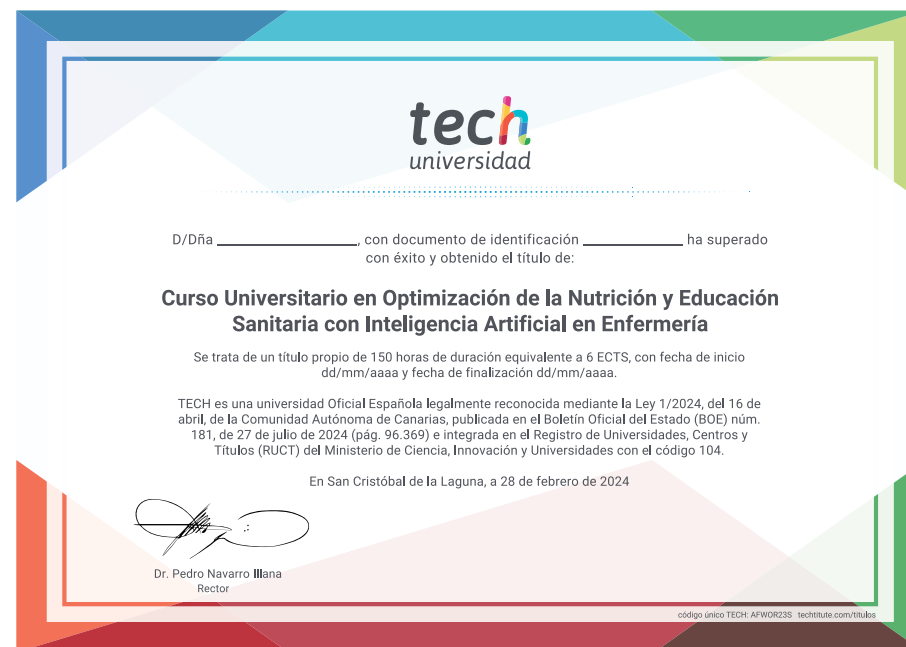 tech
universidad
D/Dña ____________________, con documento de identificación ______________ ha superado
con éxito y obtenido el título de:
Curso Universitario en Optimización de la Nutrición y Educación
Sanitaria con Inteligencia Artificial en Enfermería
Se trata de un título propio de 150 horas de duración equivalente a 6 ECTS, con fecha de inicio
dd/mm/aaaa y fecha de finalización dd/mm/aaaa.
TECH es una universidad Oficial Española legalmente reconocida mediante la Ley 1/2024, del 16 de
abril, de la Comunidad Autónoma de Canarias, publicada en el Boletín Oficial del Estado (BOE) núm.
181, de 27 de julio de 2024 (pág. 96.369) e integrada en el Registro de Universidades, Centros y
Títulos (RUCT) del Ministerio de Ciencia, Innovación y Universidades con el código 104.
En San Cristóbal de la Laguna, a 28 de febrero de 2024
Dr. Pedro Navarro Illana
Rector
código único TECH: AFWOR23S techtitute.com/titulos